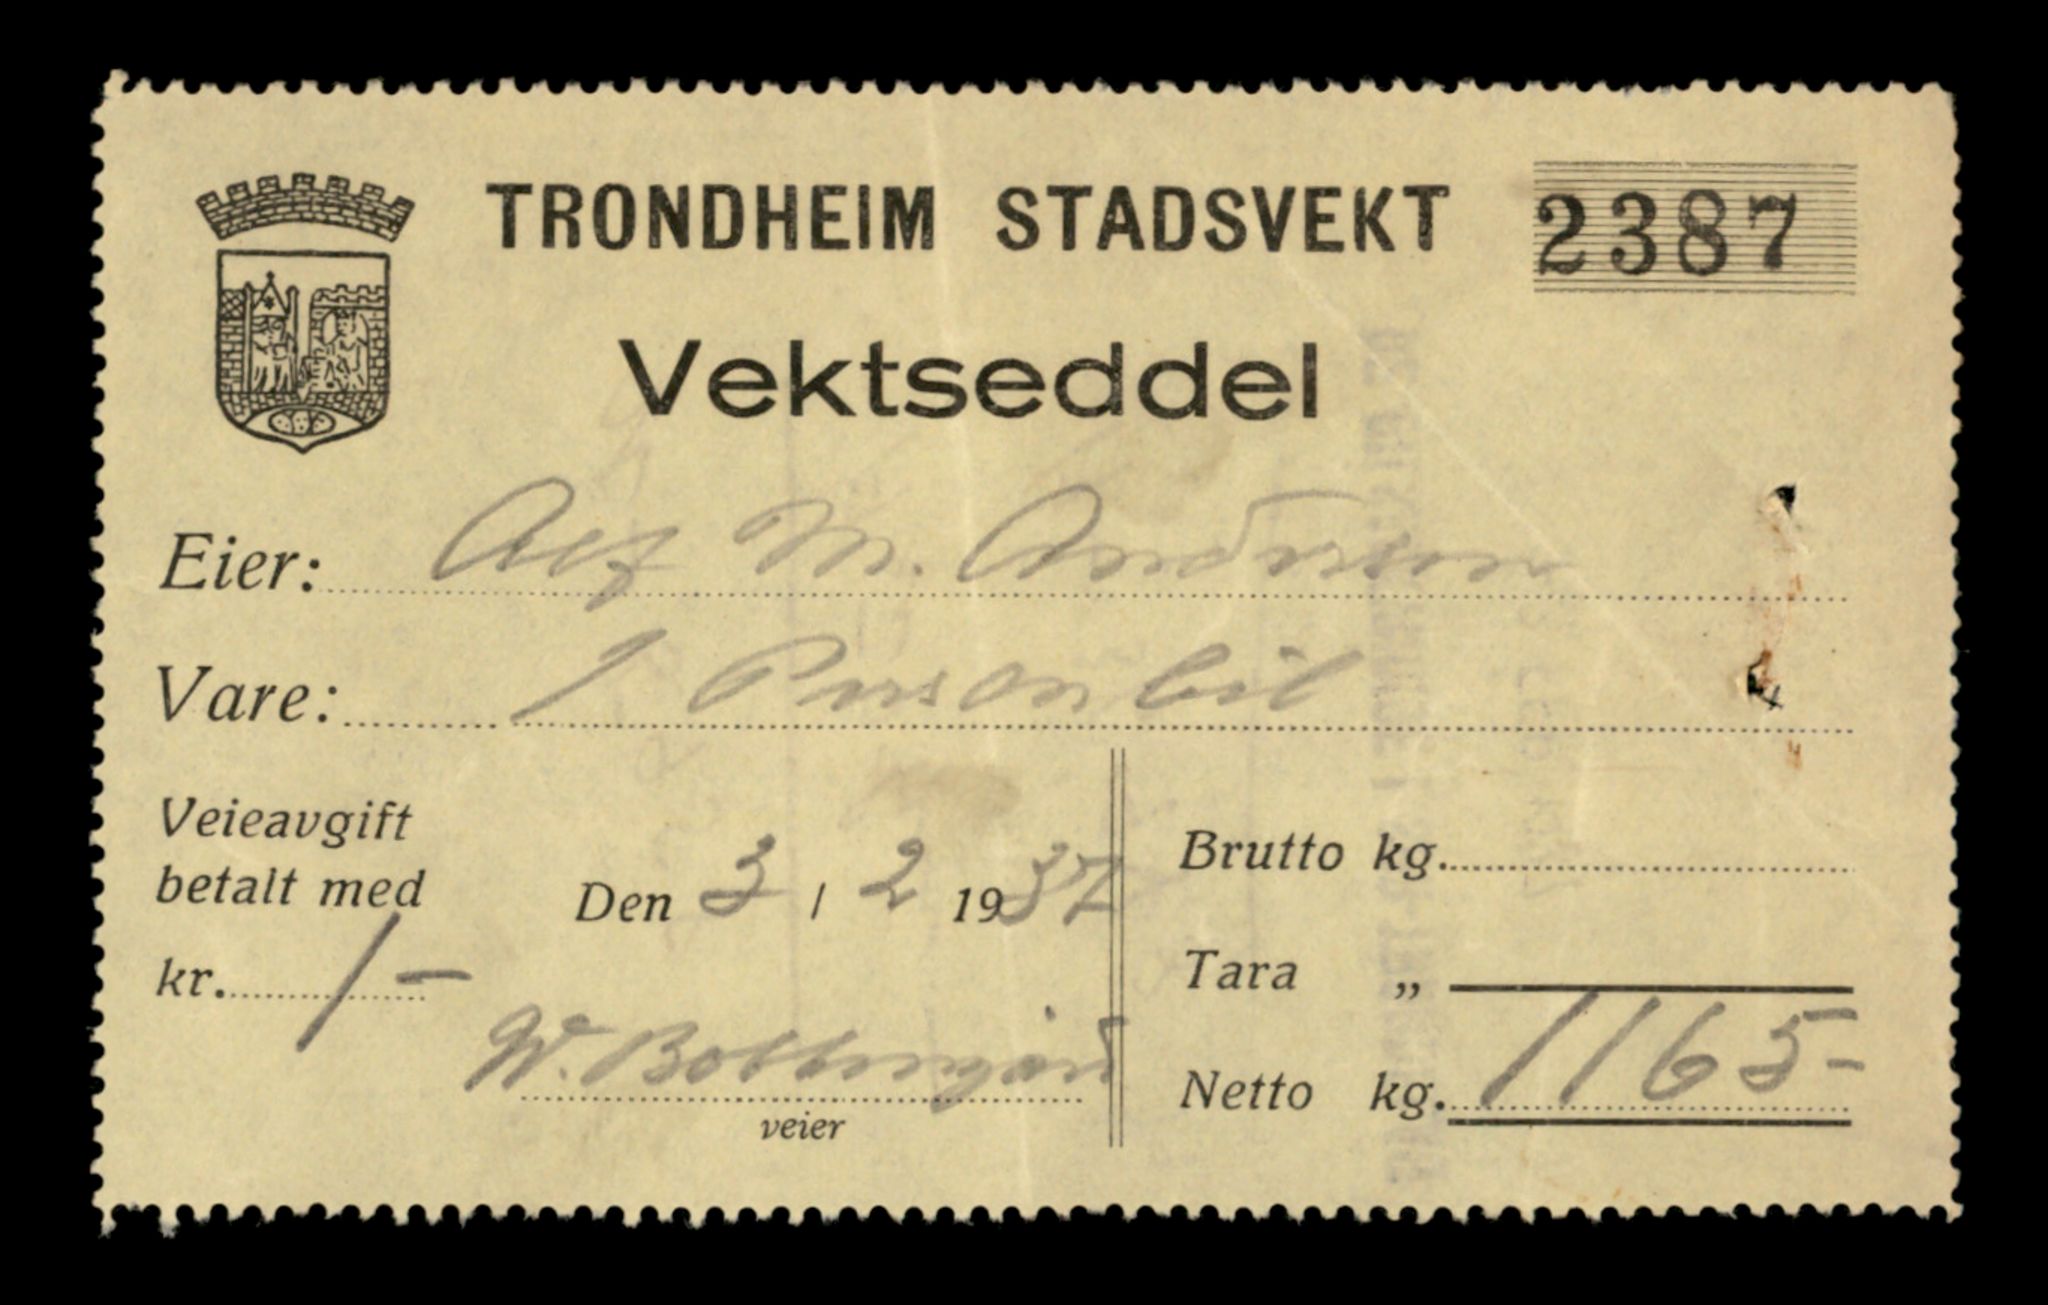 TRONDHEIM STADSVEKT 2387
Vektseddel
Eier: Alf M. Anderson
Vare: 1 Personbil
Veieavgift
betalt med
kr. 1 -
Den 3 / 2 1937
W.
veier
Brutto kg.
Tara „
Netto kg. 1165-